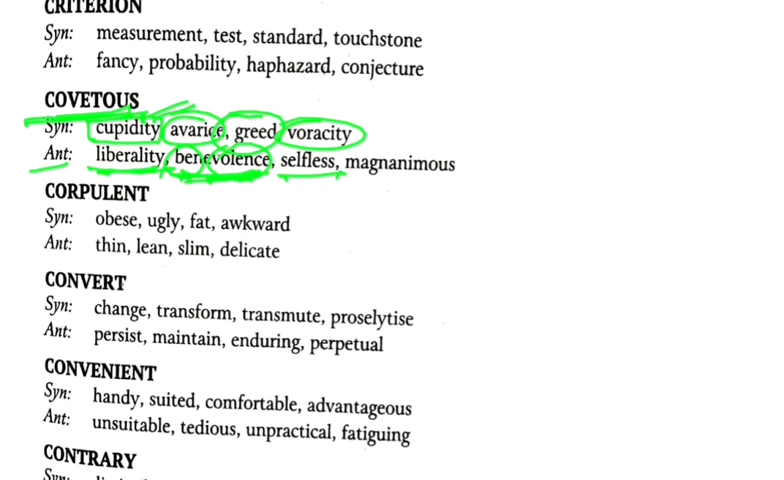 CRITERION
Syn: measurement, test, standard, touchstone
Ant: fancy, probability, haphazard, conjecture
COVETOUS
Syn: cupidity, avarice, greed, voracity
Ant: liberality, benevolence, selfless, magnanimous
CORPULENT
Syn: obese, ugly, fat, awkward
Ant: thin, lean, slim, delicate
CONVERT
Syn: change, transform, transmute, proselytise
Ant: persist, maintain, enduring, perpetual
CONVENIENT
Syn: handy, suited, comfortable, advantageous
Ant: unsuitable, tedious, unpractical, fatiguing
CONTRARY
Syn: